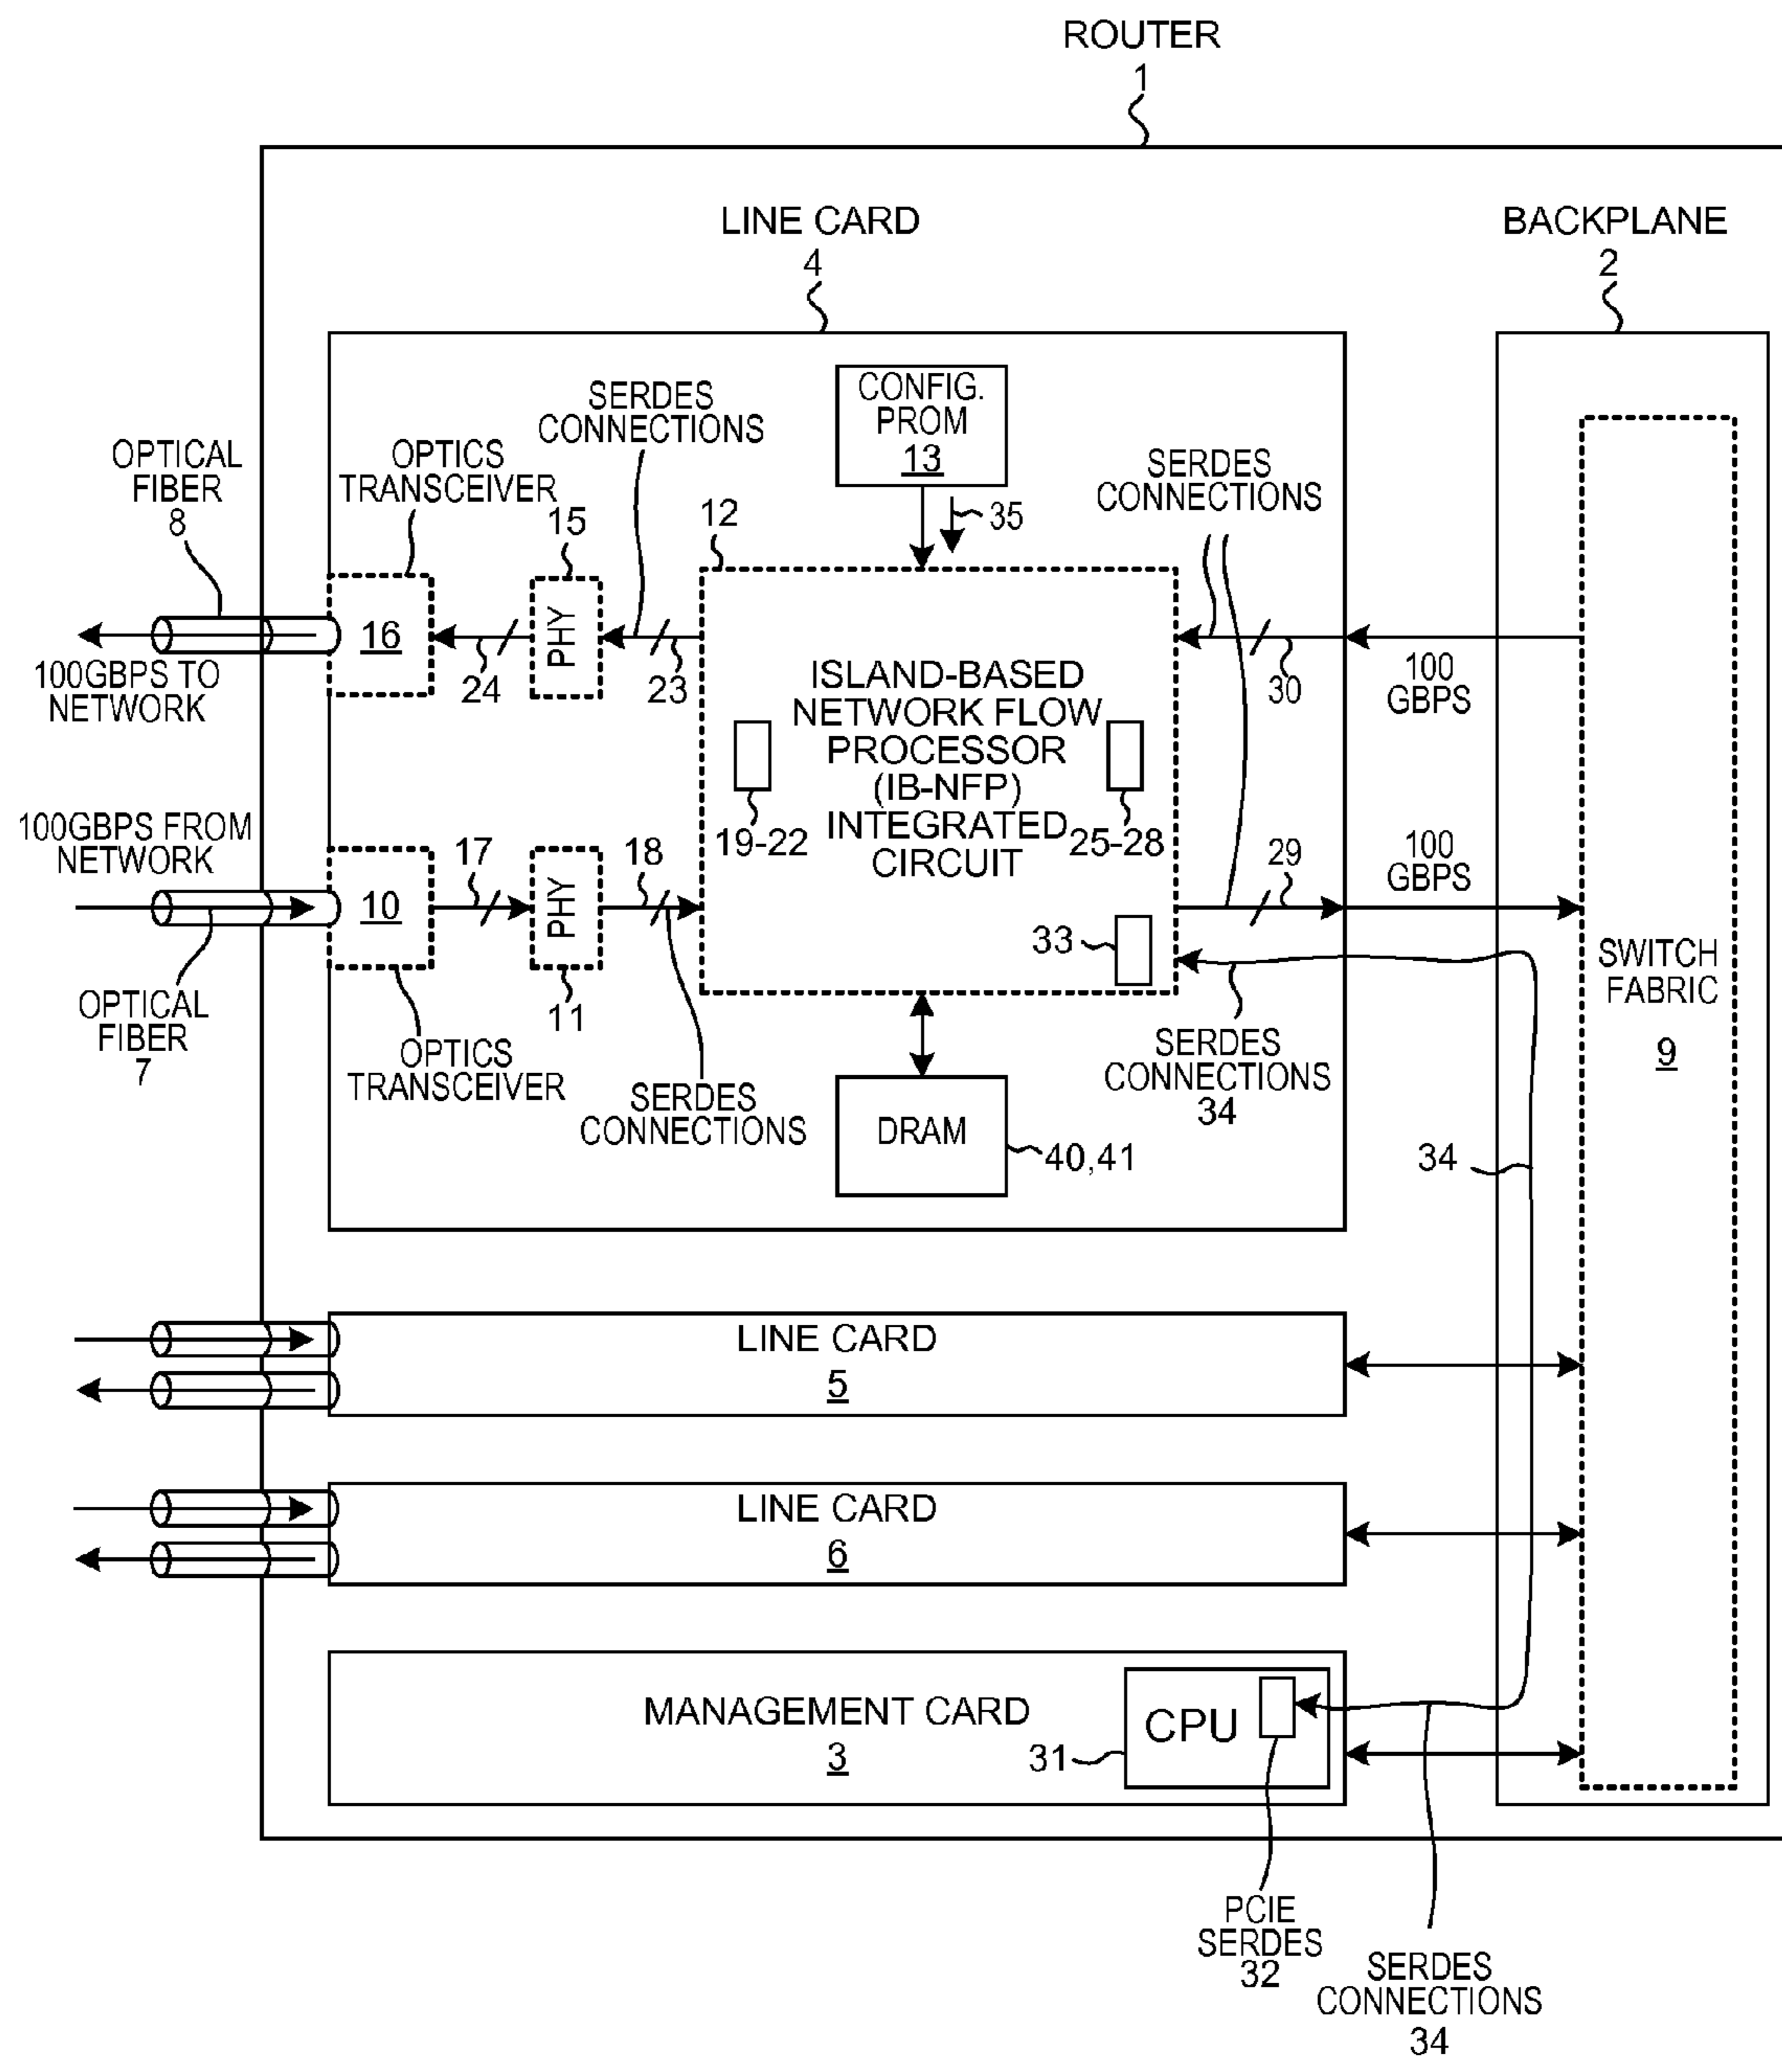 ROUTER
1
LINE CARD
4
BACKPLANE
2
CONFIG.
PROM
13
35
SERDES
CONNECTIONS
OPTICS
TRANSCEIVER
OPTICAL
FIBER
8
15
12
SERDES
CONNECTIONS
16
PHY
24
23
100GBPS TO
NETWORK
30
100
GBPS
ISLAND-BASED
NETWORK FLOW
PROCESSOR
(IB-NFP)
INTEGRATED
CIRCUIT
19-22
25-28
100GBPS FROM
NETWORK
17
18
29
100
GBPS
10
PHY
11
33
OPTICAL
FIBER
7
OPTICS
TRANSCEIVER
SERDES
CONNECTIONS
SERDES
CONNECTIONS
34
SWITCH
FABRIC
9
DRAM
40,41
34
LINE CARD
5
LINE CARD
6
MANAGEMENT CARD
3
31
CPU
PCIE
SERDES
32
SERDES
CONNECTIONS
34